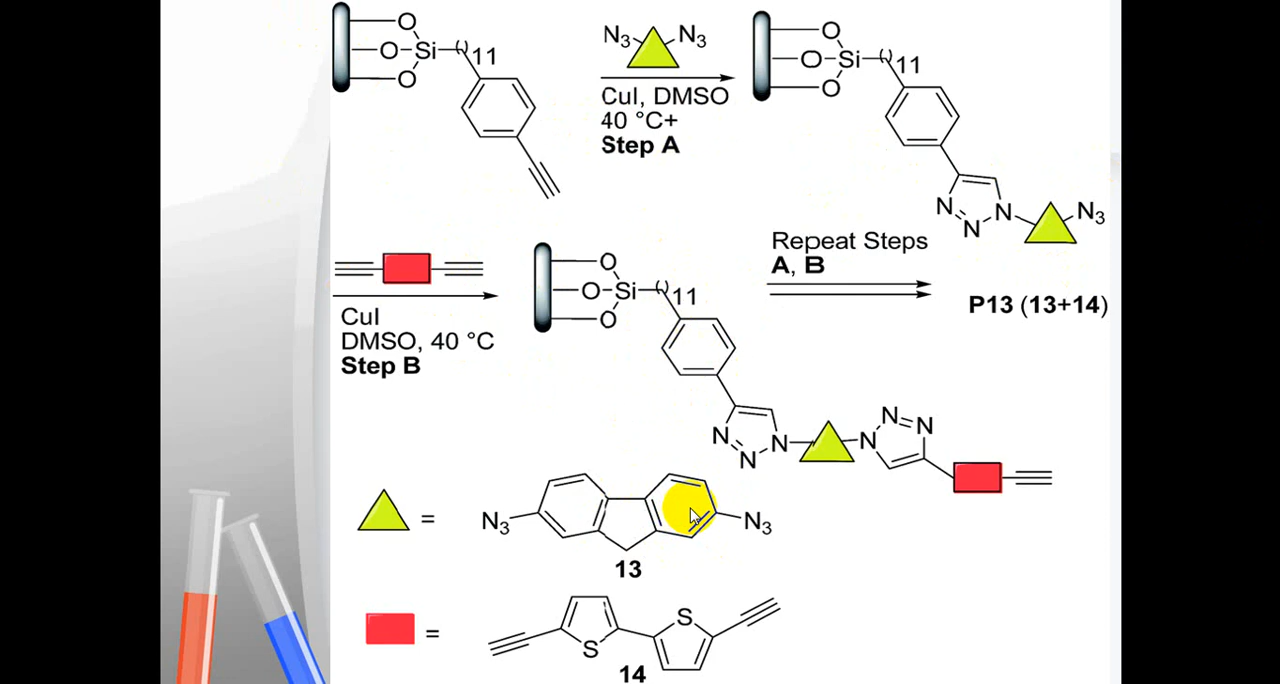 O
O–Si
O
( )11
N3 N3
CuI, DMSO
40 °C+
Step A
O
O–Si
O
( )11
N N N
N3
CuI
DMSO, 40 °C
Step B
O
O–Si
O
( )11
Repeat Steps
A, B
P13 (13+14)
N N N
N N N
= N3 N3
13
= S S
14